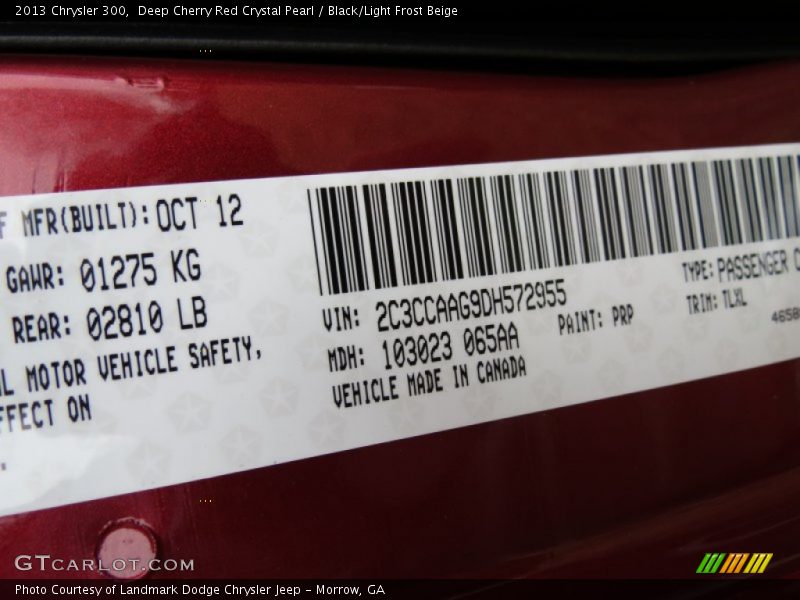 2013 Chrysler 300, Deep Cherry Red Crystal Pearl / Black/Light Frost Beige
F MFR(BUILT): OCT 12
GAWR: 01275 KG
REAR: 02810 LB
L MOTOR VEHICLE SAFETY,
FFECT ON
VIN: 2C3CCAAG9DH572955
MDH: 103023 065AA
VEHICLE MADE IN CANADA
PAINT: PRP
TYPE: PASSENGER C
TRIM: TLXL
4658
GTCARLOT.COM
Photo Courtesy of Landmark Dodge Chrysler Jeep - Morrow, GA